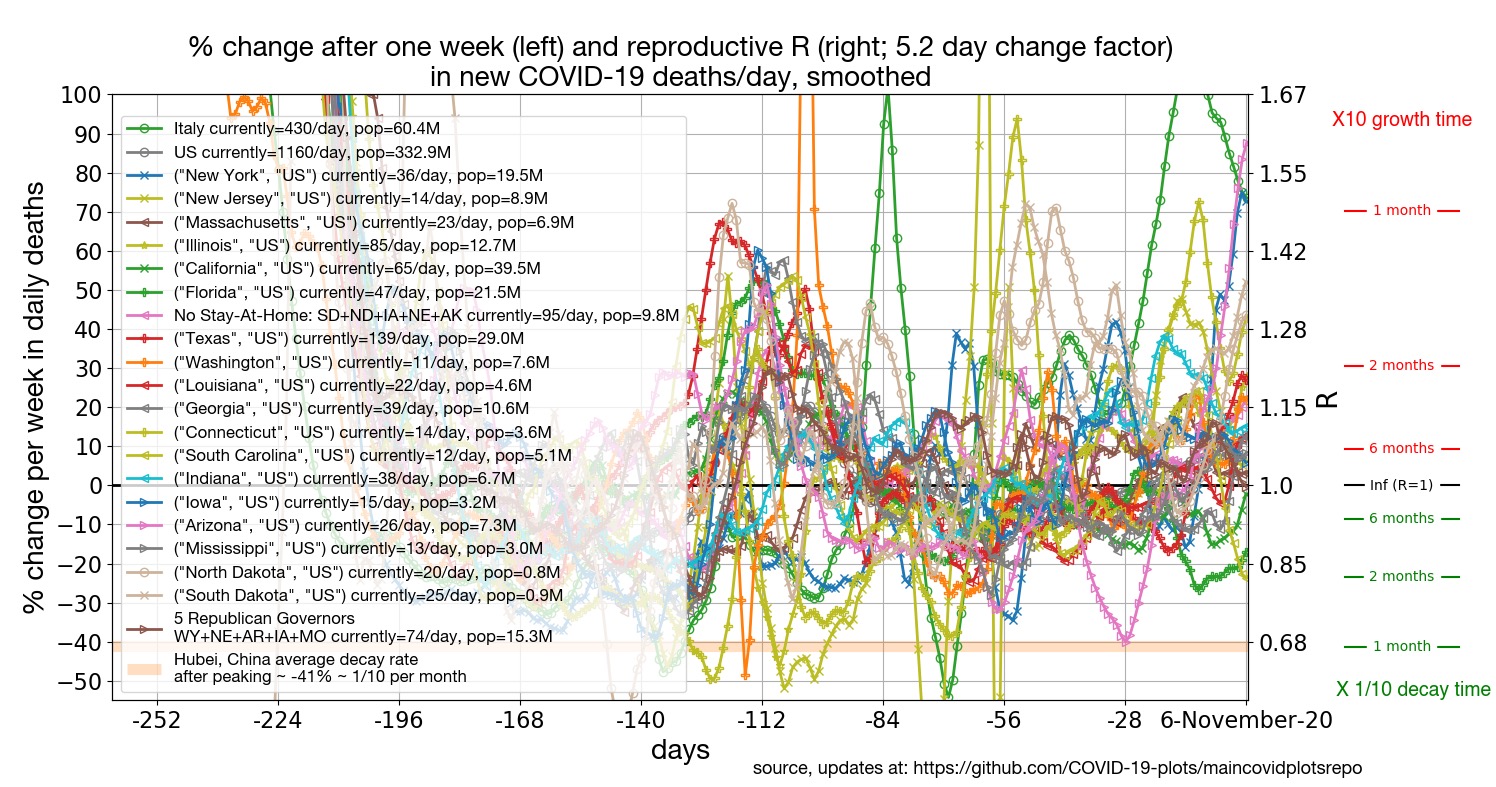 % change after one week (left) and reproductive R (right; 5.2 day change factor)
in new COVID-19 deaths/day, smoothed
% change per week in daily deaths
100
90
80
70
60
50
40
30
20
10
0
−10
−20
−30
−40
−50
Italy currently=430/day, pop=60.4M
US currently=1160/day, pop=332.9M
("New York", "US") currently=36/day, pop=19.5M
("New Jersey", "US") currently=14/day, pop=8.9M
("Massachusetts", "US") currently=23/day, pop=6.9M
("Illinois", "US") currently=85/day, pop=12.7M
("California", "US") currently=65/day, pop=39.5M
("Florida", "US") currently=47/day, pop=21.5M
No Stay-At-Home: SD+ND+IA+NE+AK currently=95/day, pop=9.8M
("Texas", "US") currently=139/day, pop=29.0M
("Washington", "US") currently=11/day, pop=7.6M
("Louisiana", "US") currently=22/day, pop=4.6M
("Georgia", "US") currently=39/day, pop=10.6M
("Connecticut", "US") currently=14/day, pop=3.6M
("South Carolina", "US") currently=12/day, pop=5.1M
("Indiana", "US") currently=38/day, pop=6.7M
("Iowa", "US") currently=15/day, pop=3.2M
("Arizona", "US") currently=26/day, pop=7.3M
("Mississippi", "US") currently=13/day, pop=3.0M
("North Dakota", "US") currently=20/day, pop=0.8M
("South Dakota", "US") currently=25/day, pop=0.9M
5 Republican Governors
WY+NE+AR+IA+MO currently=74/day, pop=15.3M
Hubei, China average decay rate
after peaking ~ -41% ~ 1/10 per month
1.67
1.55
1.42
1.28
1.15
1.0
0.85
0.68
R
X10 growth time
1 month
2 months
6 months
Inf (R=1)
6 months
2 months
1 month
X 1/10 decay time
-252
-224
-196
-168
-140
-112
-84
-56
-28
6-November-20
days
source, updates at: https://github.com/COVID-19-plots/maincovidplotsrepo